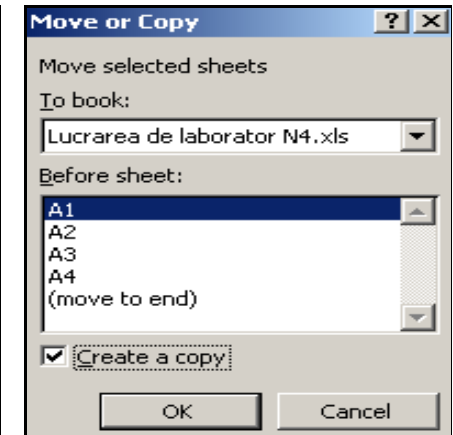 Move or Copy
Move selected sheets
To book:
Lucrarea de laborator N4.xls
Before sheet:
A1
A2
A3
A4
(move to end)
Create a copy
OK Cancel